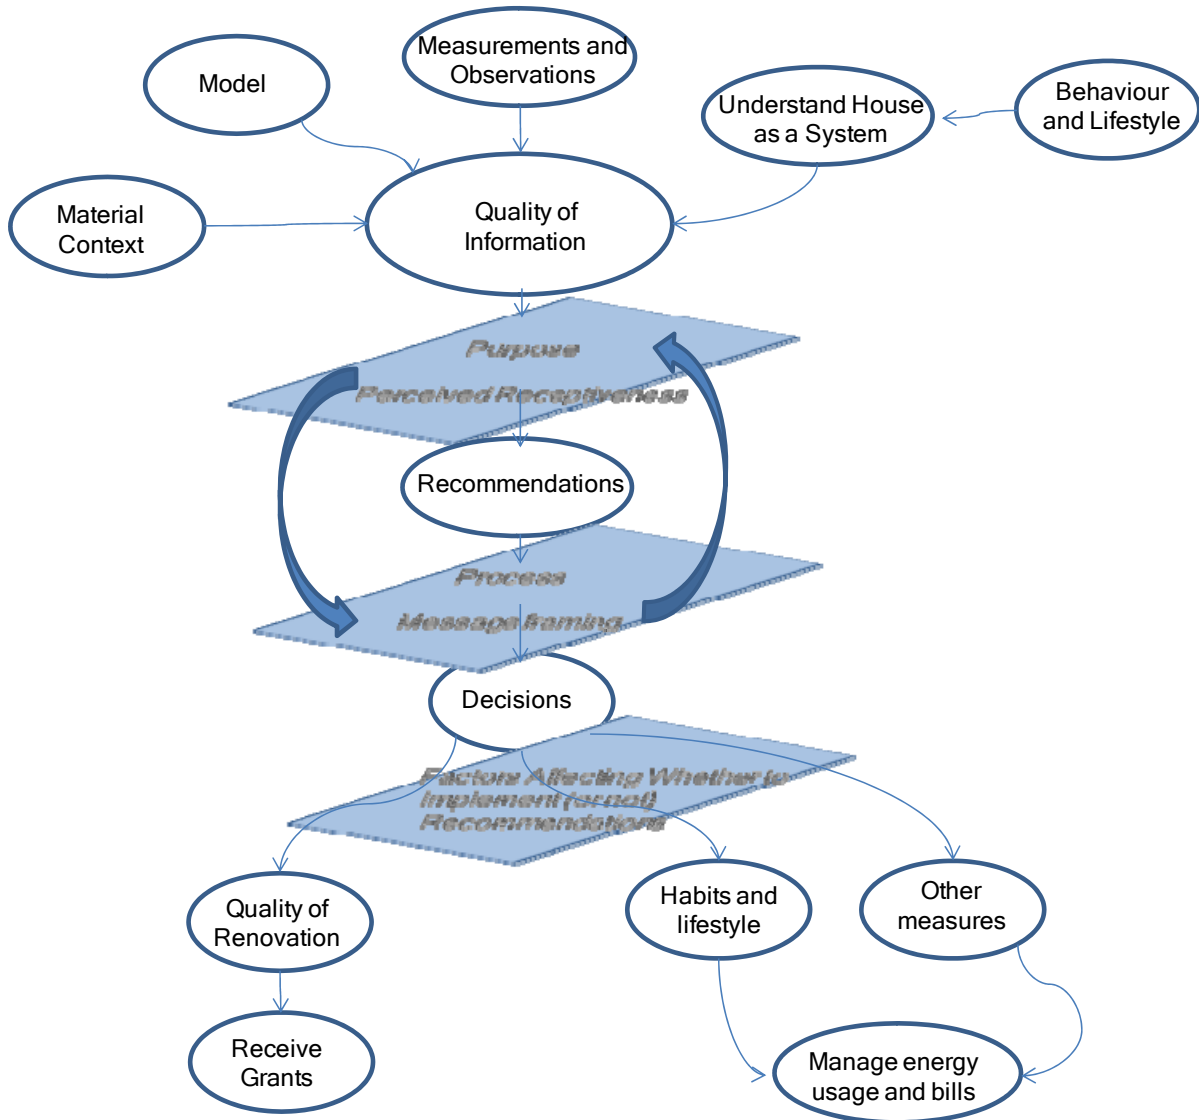 Measurements and
Observations
Model
Understand House
as a System
Behaviour
and Lifestyle
Material
Context
Quality of
Information
Purpose
Perceived Receptiveness
Recommendations
Process
Message framing
Decisions
Factors Affecting Whether to
Implement (or not)
Recommendations
Quality of
Renovation
Habits and
lifestyle
Other
measures
Receive
Grants
Manage energy
usage and bills